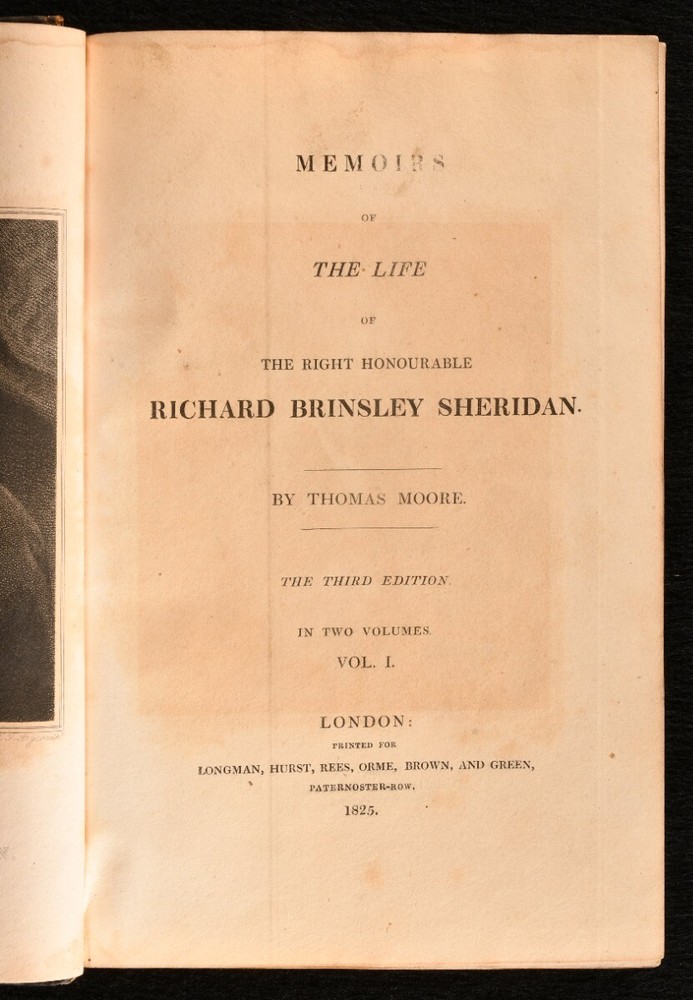 MEMOIRS
OF
THE LIFE
OF
THE RIGHT HONOURABLE
RICHARD BRINSLEY SHERIDAN.
BY THOMAS MOORE.
THE THIRD EDITION.
IN TWO VOLUMES.
VOL. I.
LONDON:
PRINTED FOR
LONGMAN, HURST, REES, ORME, BROWN, AND GREEN,
PATERNOSTER-ROW.
1825.